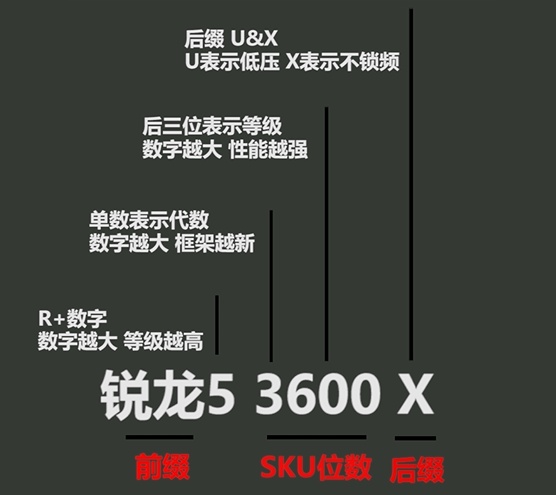 后缀 U&X
U表示低压 X表示不锁频
后三位表示等级
数字越大 性能越强
单数表示代数
数字越大 框架越新
R+数字
数字越大 等级越高
锐龙5 3600 X
前缀 SKU位数 后缀